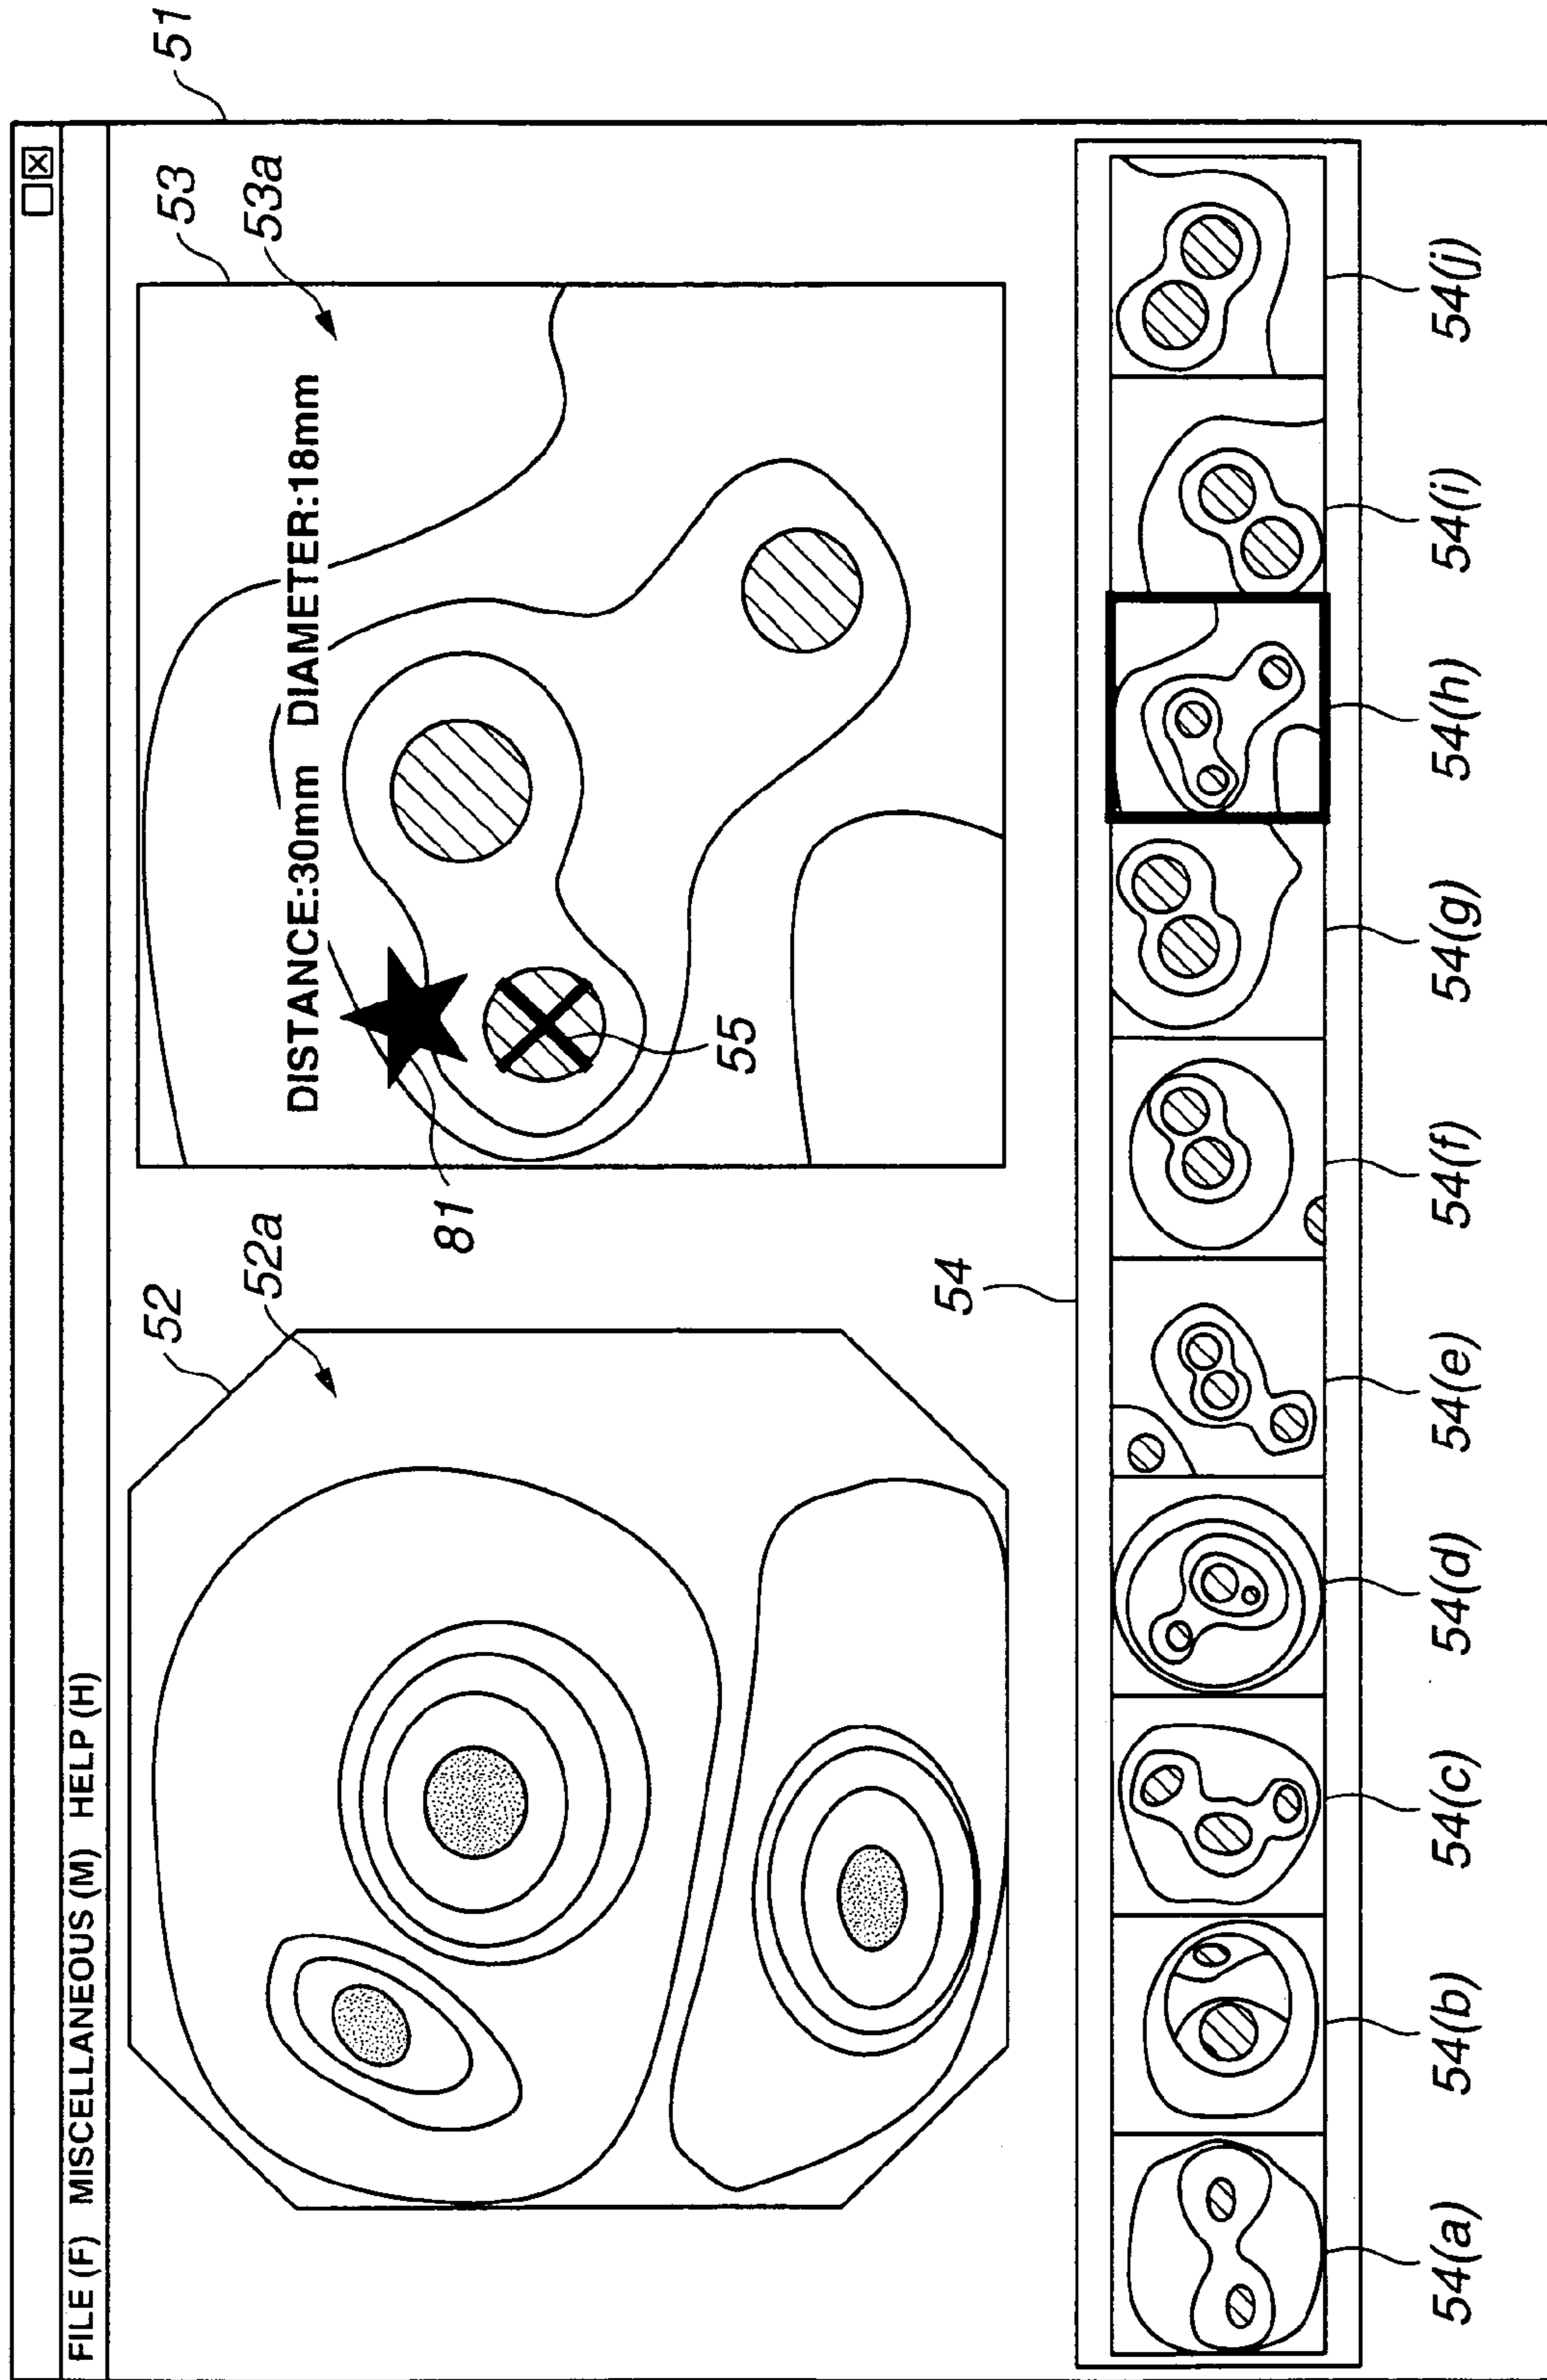 51
FILE (F) MISCELLANEOUS (M) HELP (H)
52
52a
53
53a
DISTANCE:30mm DIAMETER:18mm
81
55
54
54(a) 54(b) 54(c) 54(d) 54(e) 54(f) 54(g) 54(h) 54(i) 54(j)